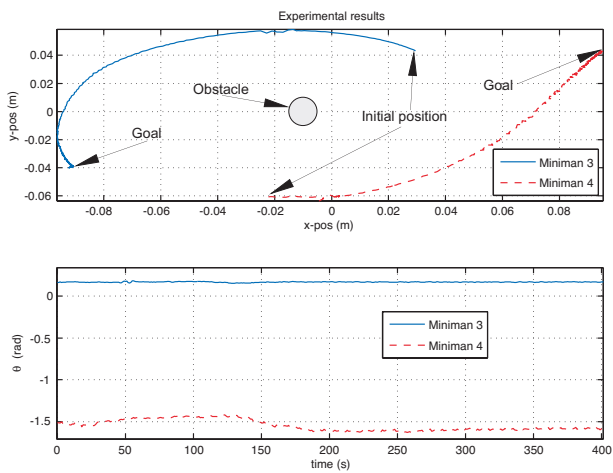 Experimental results
y-pos (m)
0.04
0.02
0
-0.02
-0.04
-0.06
Obstacle
Goal
Initial position
Goal
Miniman 3
Miniman 4
-0.08 -0.06 -0.04 -0.02 0 0.02 0.04 0.06 0.08
x-pos (m)
θ (rad)
0
-0.5
-1
-1.5
Miniman 3
Miniman 4
0 50 100 150 200 250 300 350 400
time (s)